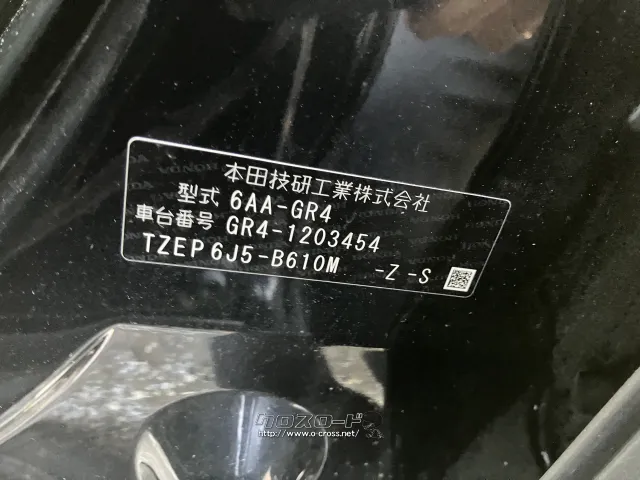 本田技研工業株式会社
型式 6AA-GR4
車台番号 GR4-1203454
TZEP6J5-B610M -Z -S
クロスロード
http://www.o-cross.net/